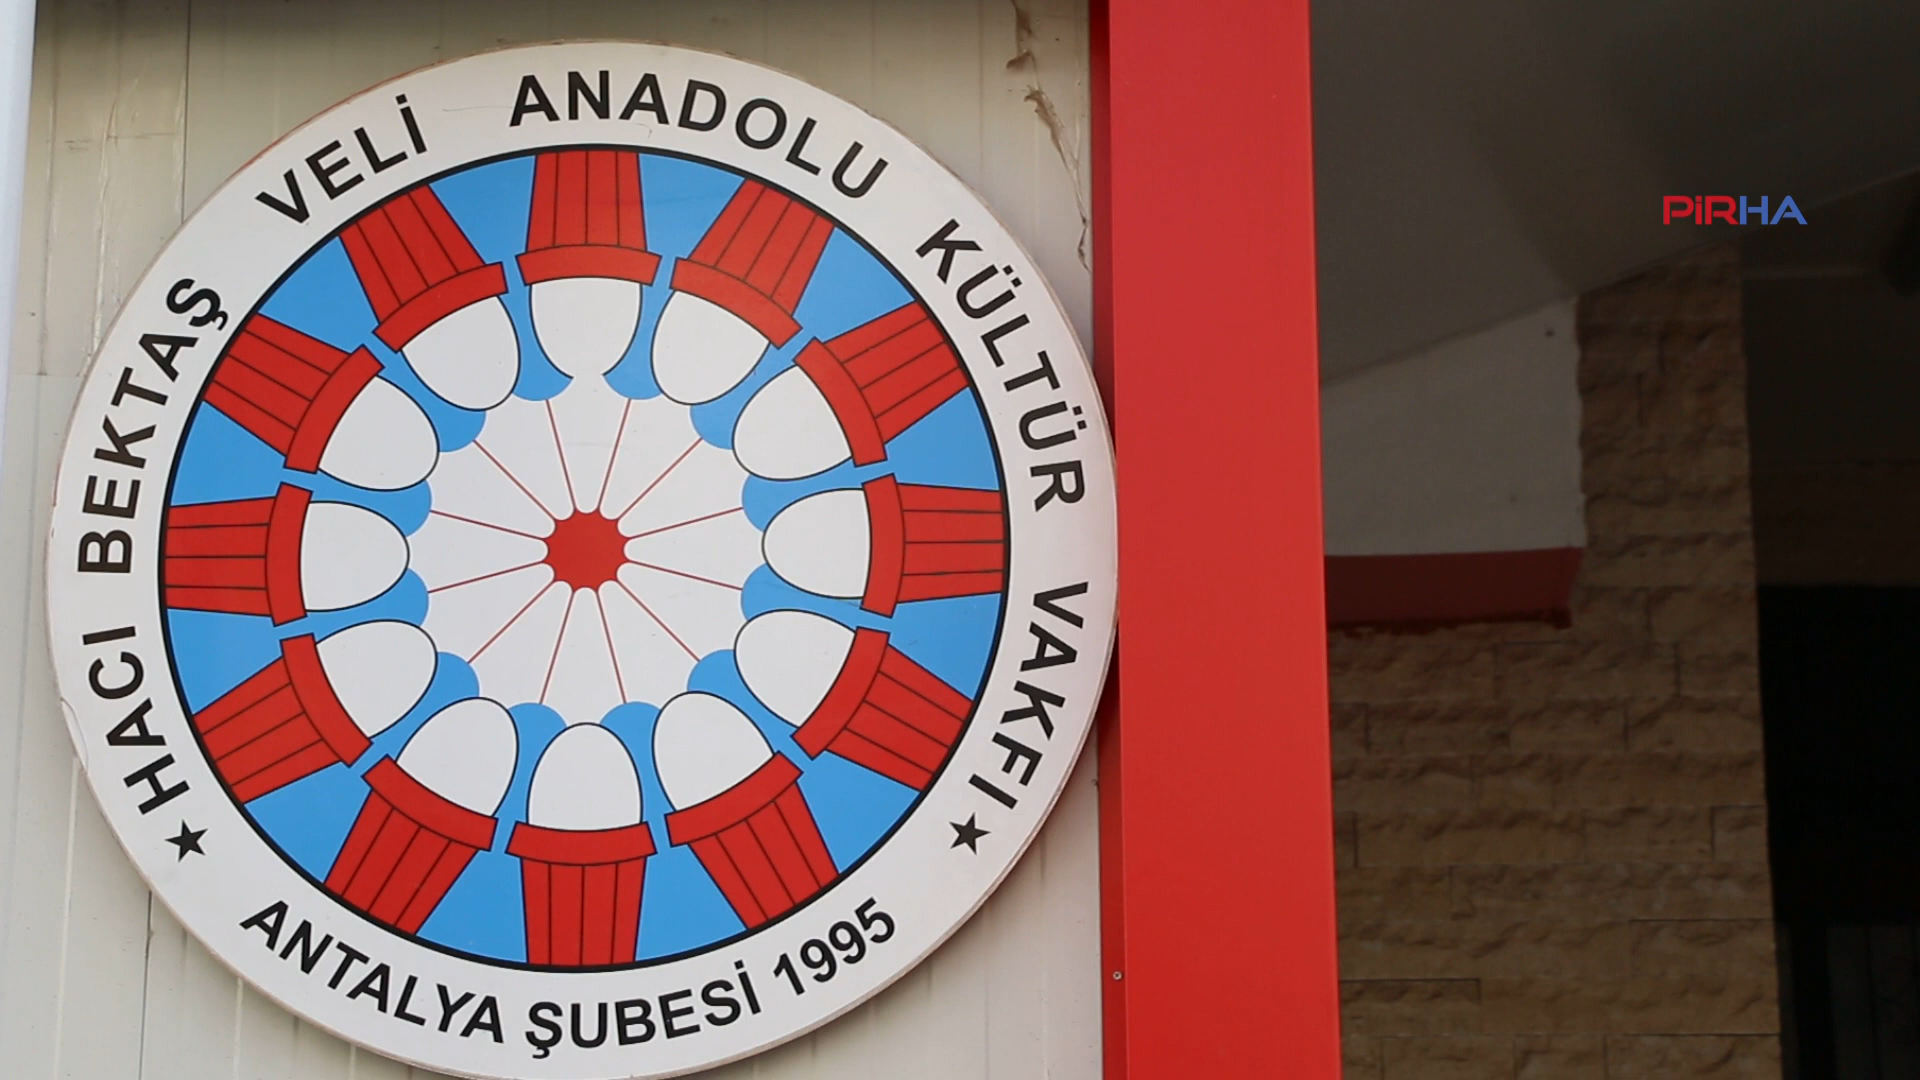 HACI BEKTAŞ VELİ ANADOLU KÜLTÜR VAKFI
ANTALYA ŞUBESİ 1995
PİRHA